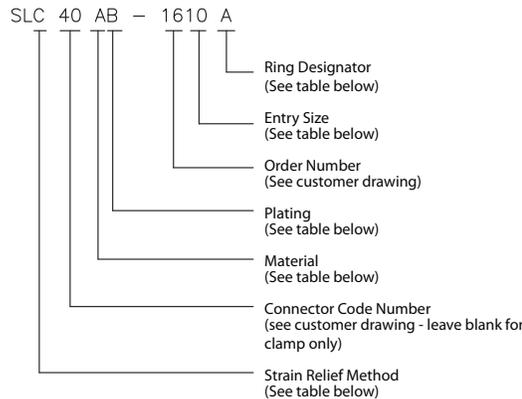 SLC 40 AB - 1610 A
Ring Designator
(See table below)
Entry Size
(See table below)
Order Number
(See customer drawing)
Plating
(See table below)
Material
(See table below)
Connector Code Number
(see customer drawing - leave blank for
clamp only)
Strain Relief Method
(See table below)